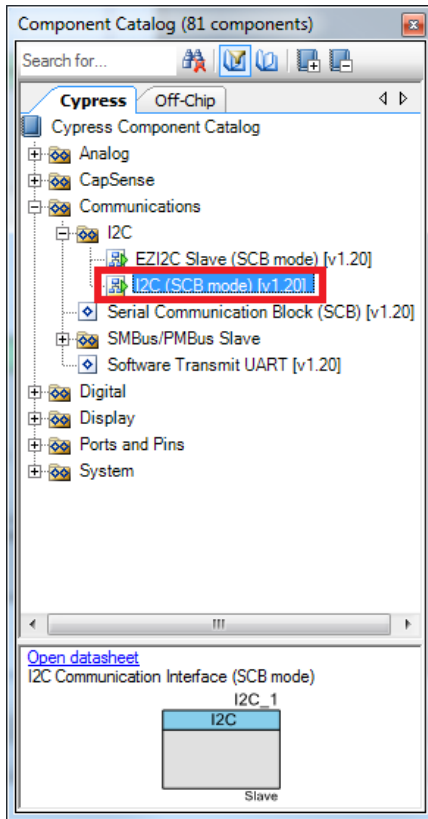 Component Catalog (81 components)
Search for...
Cypress Off-Chip
Cypress Component Catalog
Analog
CapSense
Communications
I2C
EZI2C Slave (SCB mode) [v1.20]
I2C (SCB mode) [v1.20]
Serial Communication Block (SCB) [v1.20]
SMBus/PMBus Slave
Software Transmit UART [v1.20]
Digital
Display
Ports and Pins
System
Open datasheet
I2C Communication Interface (SCB mode)
I2C_1
I2C
Slave